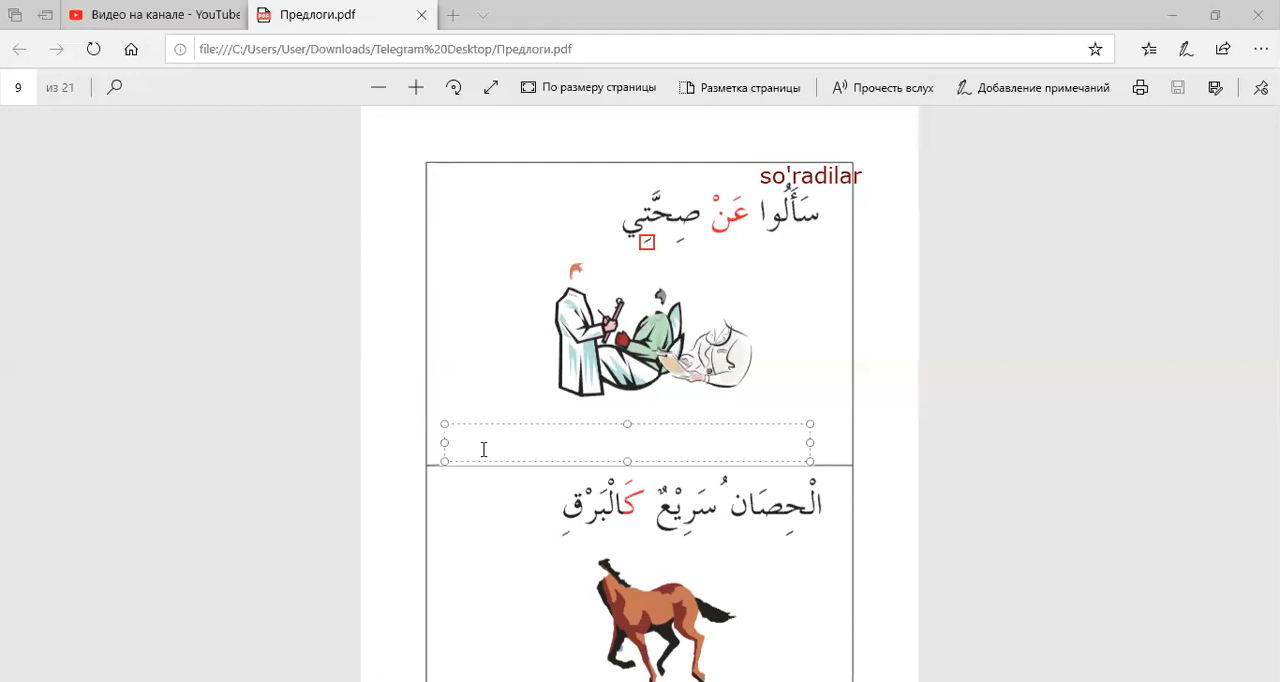 Видео на канале - YouTube
Предлоги.pdf
file:///C:/Users/User/Downloads/Telegram%20Desktop/Предлоги.pdf
9 из 21
По размеру страницы
Разметка страницы
Прочесть вслух
Добавление примечаний
so'radilar
سَأَلُوا عَنْ صِحَّتِي
الْحِصَانُ سَرِيْعٌ كَالْبَرْقِ